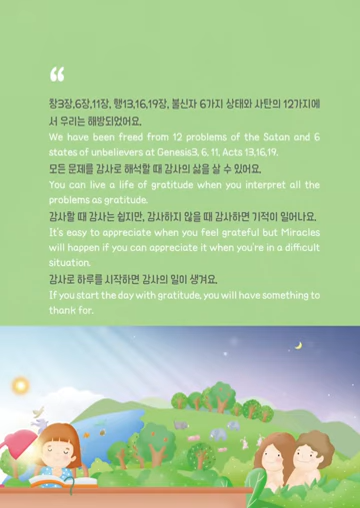 “
창3장,6장,11장, 행13,16,19장, 불신자 6가지 상태와 사탄의 12가지에
서 우리는 해방되었어요.
We have been freed from 12 problems of the Satan and 6
states of unbelievers at Genesis3, 6, 11, Acts 13,16,19.
모든 문제를 감사로 해석할 때 감사의 삶을 살 수 있어요.
You can live a life of gratitude when you interpret all the
problems as gratitude.
감사할 때 감사는 쉽지만, 감사하지 않을 때 감사하면 기적이 일어나요.
It's easy to appreciate when you feel grateful but Miracles
will happen if you can appreciate it when you're in a difficult
situation.
감사로 하루를 시작하면 감사의 일이 생겨요.
If you start the day with gratitude, you will have something to
thank for.